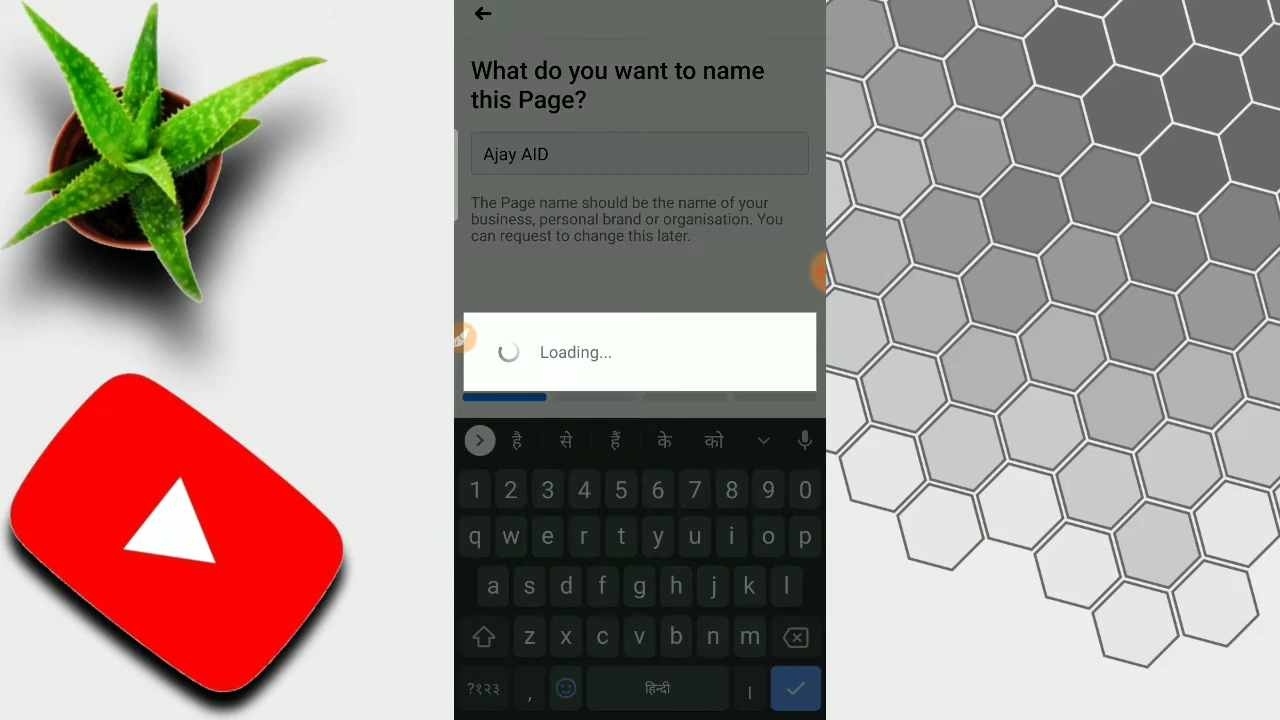 What do you want to name
this Page?
Ajay AID
The Page name should be the name of your
business, personal brand or organisation. You
can request to change this later.
Loading...
है से हैं के को
1 2 3 4 5 6 7 8 9 0
q w e r t y u i o p
a s d f g h j k l
z x c v b n m
?१२३ , हिन्दी ।